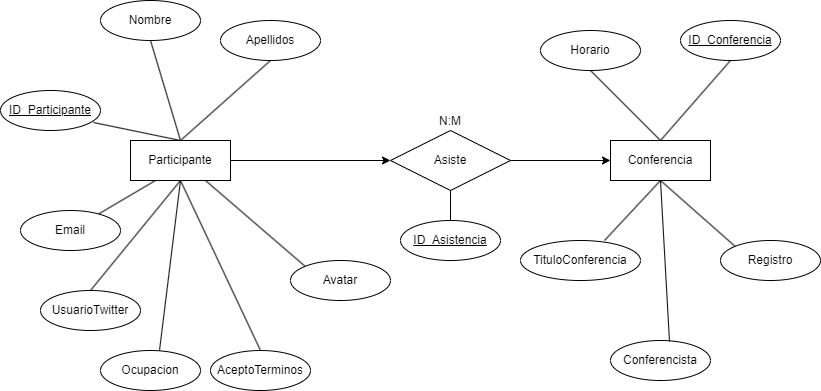 Nombre
Apellidos
Horario
ID_Conferencia
ID_Participante
N:M
Participante
Asiste
Conferencia
Email
ID_Asistencia
TituloConferencia
Registro
Avatar
UsuarioTwitter
Conferencista
Ocupacion
AceptoTerminos